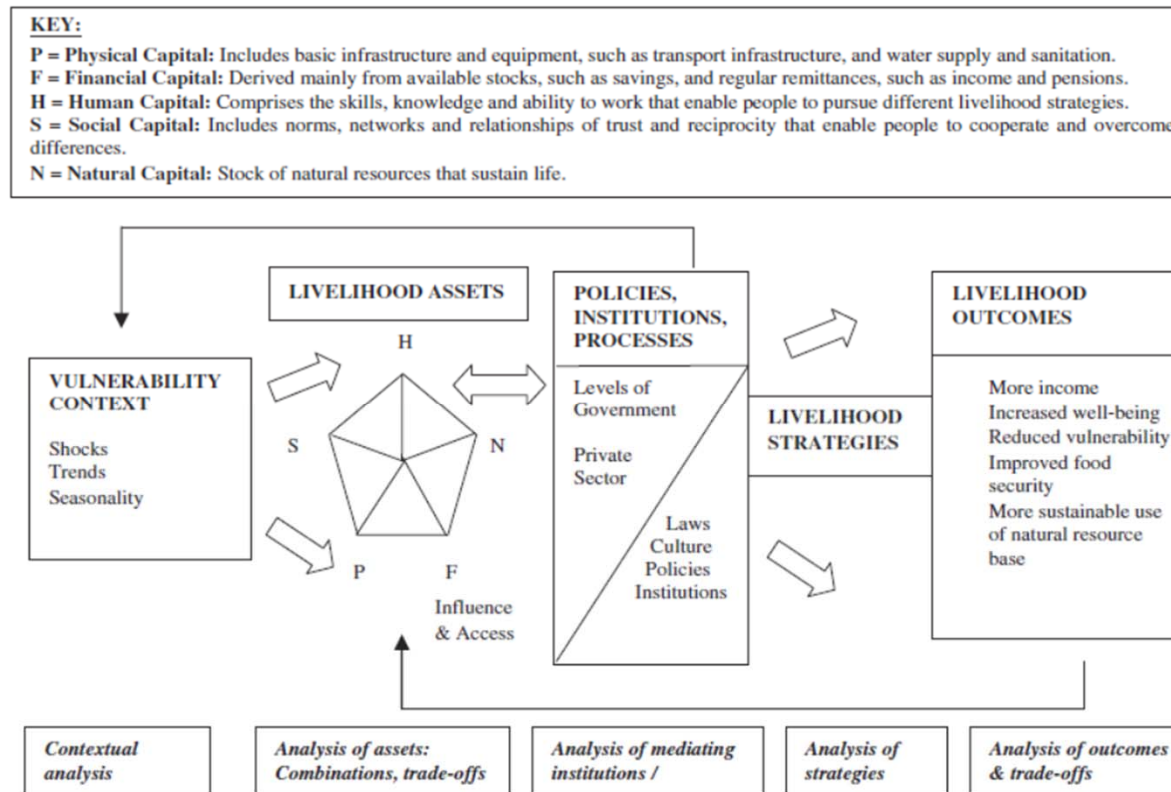 KEY:
P = Physical Capital: Includes basic infrastructure and equipment, such as transport infrastructure, and water supply and sanitation.
F = Financial Capital: Derived mainly from available stocks, such as savings, and regular remittances, such as income and pensions.
H = Human Capital: Comprises the skills, knowledge and ability to work that enable people to pursue different livelihood strategies.
S = Social Capital: Includes norms, networks and relationships of trust and reciprocity that enable people to cooperate and overcome
differences.
N = Natural Capital: Stock of natural resources that sustain life.
VULNERABILITY
CONTEXT
Shocks
Trends
Seasonality
LIVELIHOOD ASSETS
H
S
N
P
F
Influence
& Access
POLICIES,
INSTITUTIONS,
PROCESSES
Levels of
Government
Private
Sector
Laws
Culture
Policies
Institutions
LIVELIHOOD
STRATEGIES
LIVELIHOOD
OUTCOMES
More income
Increased well-being
Reduced vulnerability
Improved food
security
More sustainable use
of natural resource
base
Contextual
analysis
Analysis of assets:
Combinations, trade-offs
Analysis of mediating
institutions /
Analysis of
strategies
Analysis of outcomes
& trade-offs